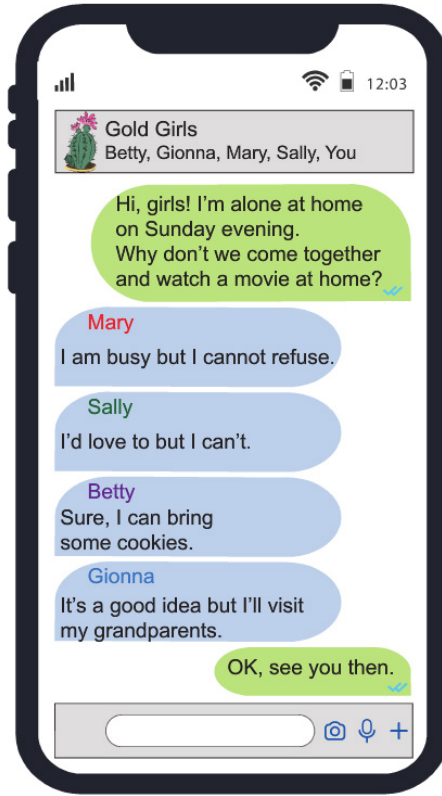 12:03
Gold Girls
Betty, Gionna, Mary, Sally, You
Hi, girls! I'm alone at home
on Sunday evening.
Why don't we come together
and watch a movie at home?
Mary
I am busy but I cannot refuse.
Sally
I'd love to but I can't.
Betty
Sure, I can bring
some cookies.
Gionna
It's a good idea but I'll visit
my grandparents.
OK, see you then.